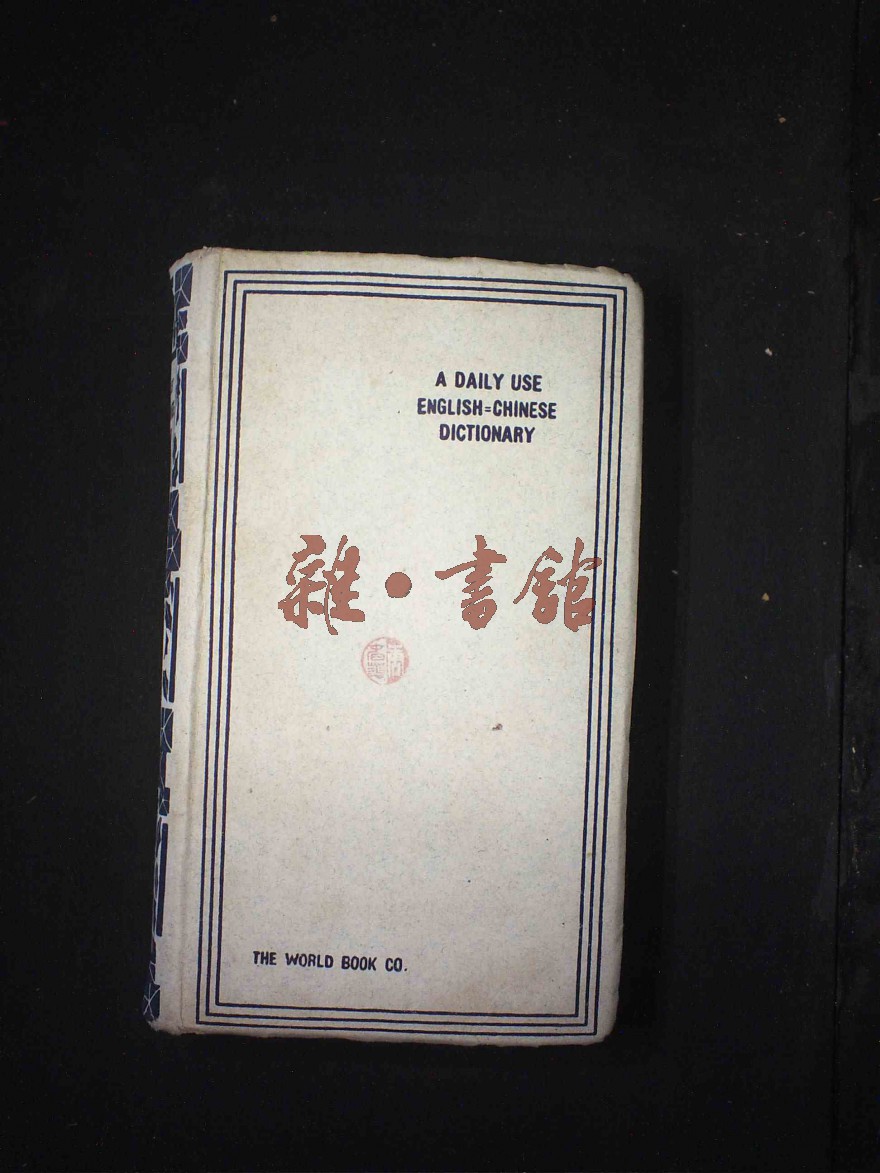 A DAILY USE
ENGLISH=CHINESE
DICTIONARY
雜·書館
THE WORLD BOOK CO.